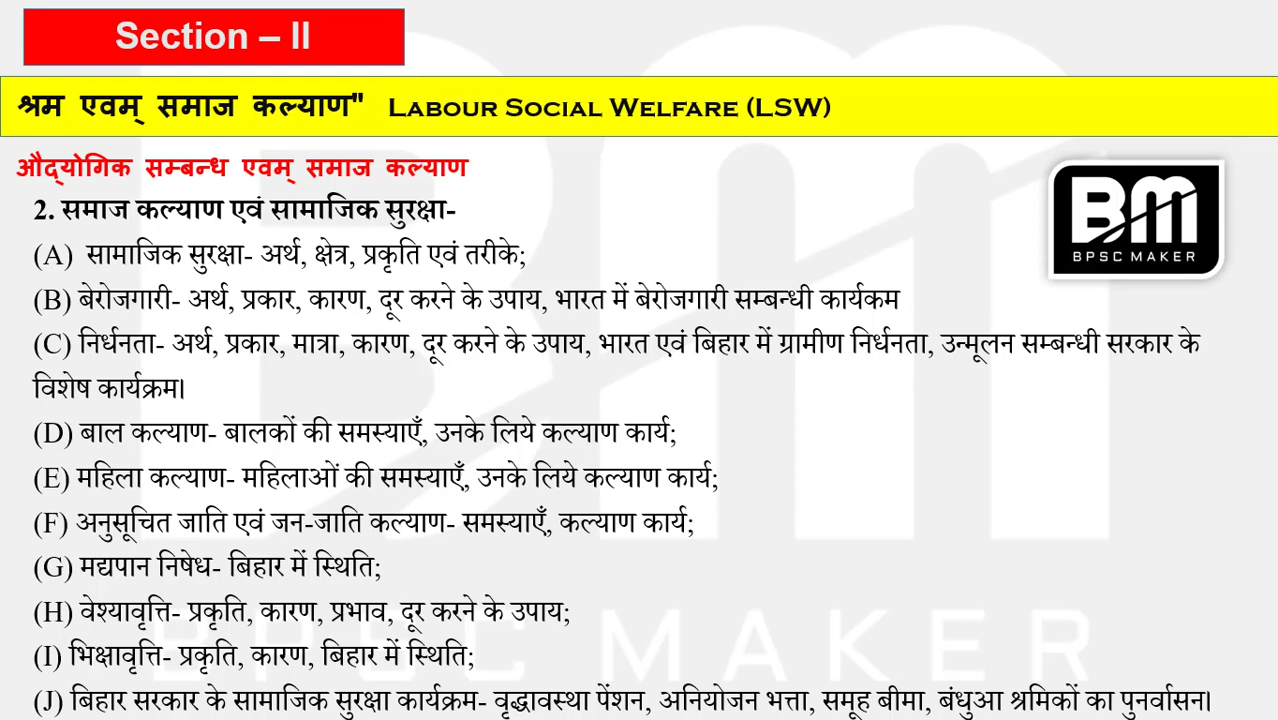 Section – II
श्रम एवम् समाज कल्याण" Labour Social Welfare (LSW)
औद्योगिक सम्बन्ध एवम् समाज कल्याण
2. समाज कल्याण एवं सामाजिक सुरक्षा-
(A) सामाजिक सुरक्षा- अर्थ, क्षेत्र, प्रकृति एवं तरीके;
(B) बेरोजगारी- अर्थ, प्रकार, कारण, दूर करने के उपाय, भारत में बेरोजगारी सम्बन्धी कार्यकम
(C) निर्धनता- अर्थ, प्रकार, मात्रा, कारण, दूर करने के उपाय, भारत एवं बिहार में ग्रामीण निर्धनता, उन्मूलन सम्बन्धी सरकार के
विशेष कार्यक्रम।
(D) बाल कल्याण- बालकों की समस्याएँ, उनके लिये कल्याण कार्य;
(E) महिला कल्याण- महिलाओं की समस्याएँ, उनके लिये कल्याण कार्य;
(F) अनुसूचित जाति एवं जन-जाति कल्याण- समस्याएँ, कल्याण कार्य;
(G) मद्यपान निषेध- बिहार में स्थिति;
(H) वेश्यावृत्ति- प्रकृति, कारण, प्रभाव, दूर करने के उपाय;
(I) भिक्षावृत्ति- प्रकृति, कारण, बिहार में स्थिति;
(J) बिहार सरकार के सामाजिक सुरक्षा कार्यक्रम- वृद्धावस्था पेंशन, अनियोजन भत्ता, समूह बीमा, बंधुआ श्रमिकों का पुनर्वासन।
BM
BPSC MAKER
BM
BPSC MAKER